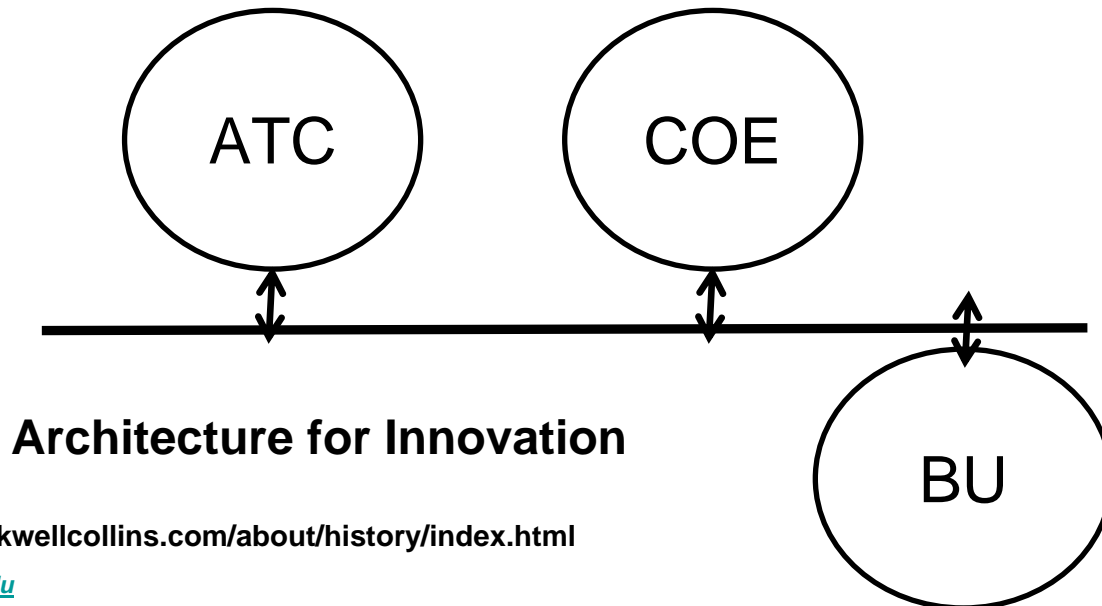 ATC COE
Architecture for Innovation
BU
kwellcollins.com/about/history/index.html